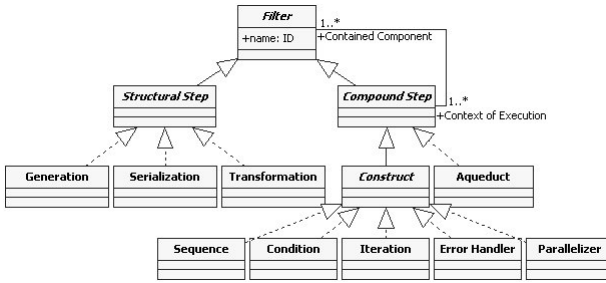 Filter
+name: ID
1..*
+Contained Component
Structural Step
Compound Step
1..*
+Context of Execution
Generation
Serialization
Transformation
Construct
Aqueduct
Sequence
Condition
Iteration
Error Handler
Parallelizer